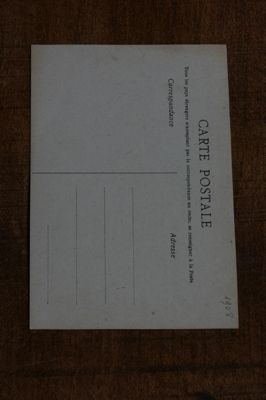 CARTE POSTALE
Tous les pays étrangers n'acceptent pas la correspondance au recto, se renseigner à la Poste
Correspondance
Adresse
1908